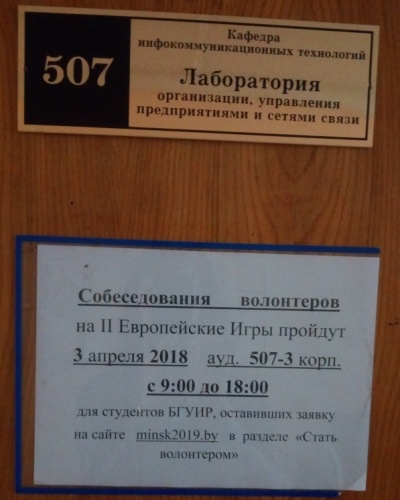 507
Кафедра
инфокоммуникационных технологий
Лаборатория
организации, управления
предприятиями и сетями связи
Собеседования волонтеров
на II Европейские Игры пройдут
3 апреля 2018 ауд. 507-3 корп.
с 9:00 до 18:00
для студентов БГУИР, оставивших заявку
на сайте minsk2019.by в разделе «Стать
волонтером»